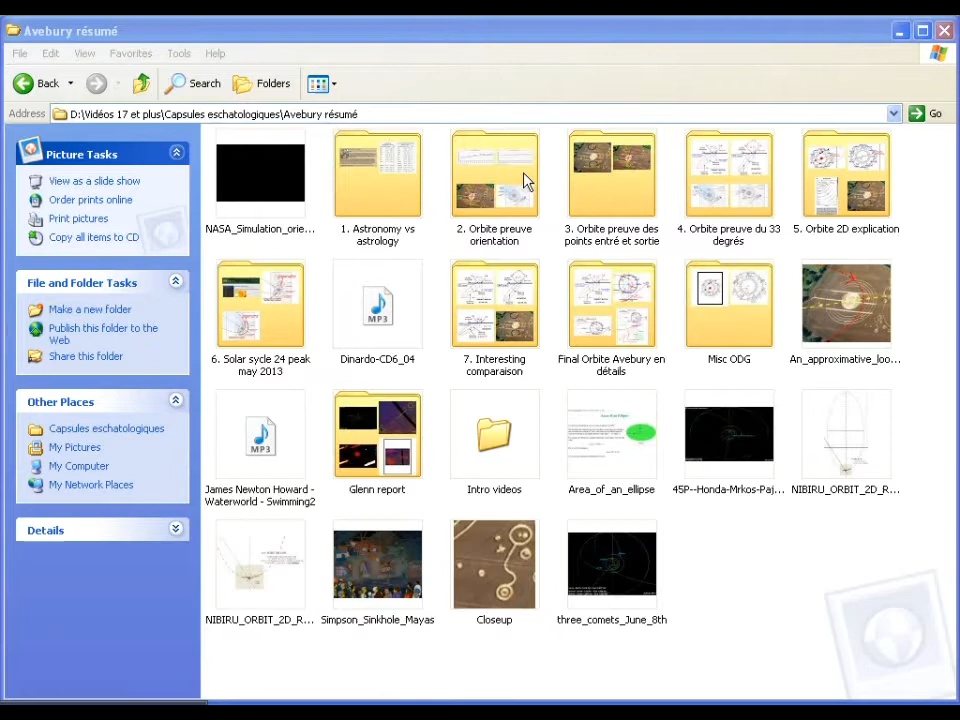 Avebury résumé
File Edit View Favorites Tools Help
Back Search Folders
Address D:\Vidéos 17 et plus\Capsules eschatologiques\Avebury résumé Go
Picture Tasks
View as a slide show
Order prints online
Print pictures
Copy all items to CD
File and Folder Tasks
Make a new folder
Publish this folder to the
Web
Share this folder
Other Places
Capsules eschatologiques
My Pictures
My Computer
My Network Places
Details
NASA_Simulation_orie...
1. Astronomy vs
astrology
2. Orbite preuve
orientation
3. Orbite preuve des
points entré et sortie
4. Orbite preuve du 33
degrés
5. Orbite 2D explication
6. Solar sycle 24 peak
may 2013
MP3
Dinardo-CD6_04
7. Interesting
comparaison
Final Orbite Avebury en
détails
Misc ODG
An_approximative_loo...
MP3
James Newton Howard -
Waterworld - Swimming2
Glenn report
Intro videos
Area_of_an_ellipse
45P--Honda-Mrkos-Paj...
NIBIRU_ORBIT_2D_R...
NIBIRU_ORBIT_2D_R...
Simpson_Sinkhole_Mayas
Closeup
three_comets_June_8th